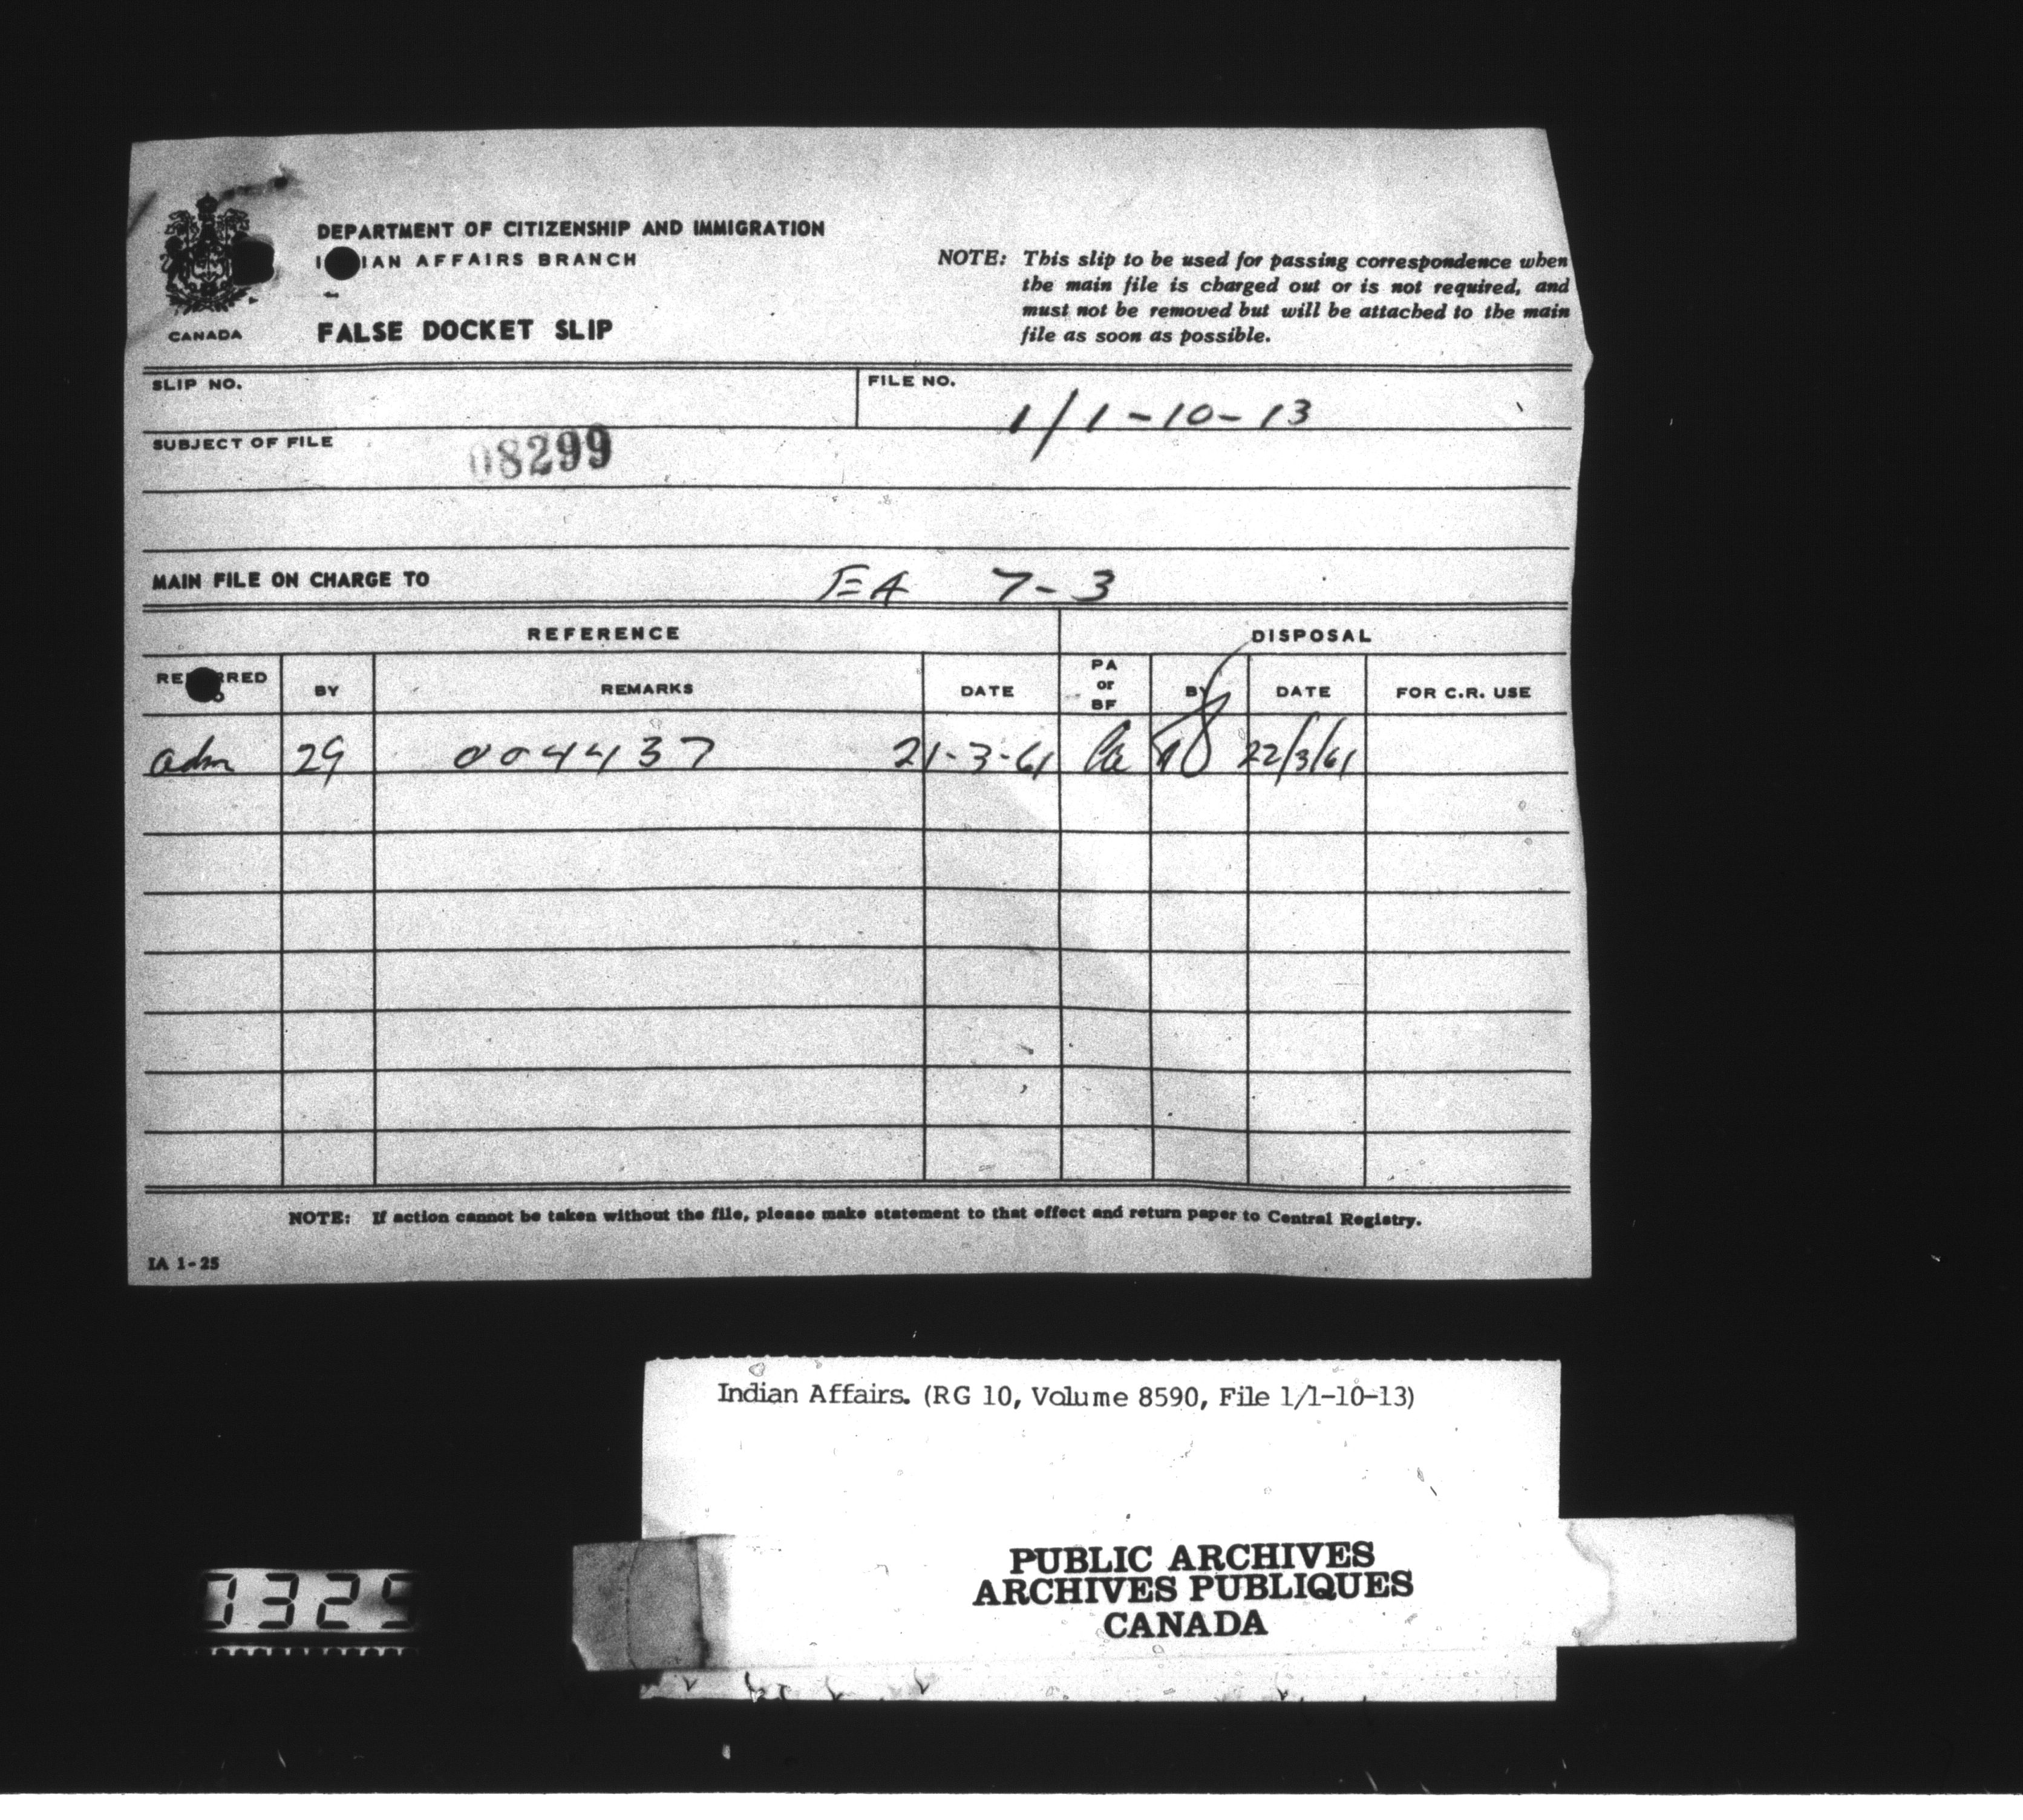 DEPARTMENT OF CITIZENSHIP AND IMMIGRATION
IAN AFFAIRS BRANCH
CANADA
FALSE DOCKET SLIP
NOTE: This slip to be used for passing correspondence when
the main file is charged out or is not required, and
must not be removed but will be attached to the main
file as soon as possible.
SLIP NO.
FILE NO.
1/1-10-13
SUBJECT OF FILE
08299
MAIN FILE ON CHARGE TO
EA 7-3
REFERENCE
DISPOSAL
BY
REMARKS
DATE
PA
or
BF
BY
DATE
FOR C.R. USE
adm 29 004437 21-3-61 22/3/61
NOTE: If action cannot be taken without the file, please make statement to that effect and return paper to Central Registry.
IA 1-25
Indian Affairs. (RG 10, Volume 8590, File 1/1-10-13)
PUBLIC ARCHIVES
ARCHIVES PUBLIQUES
CANADA